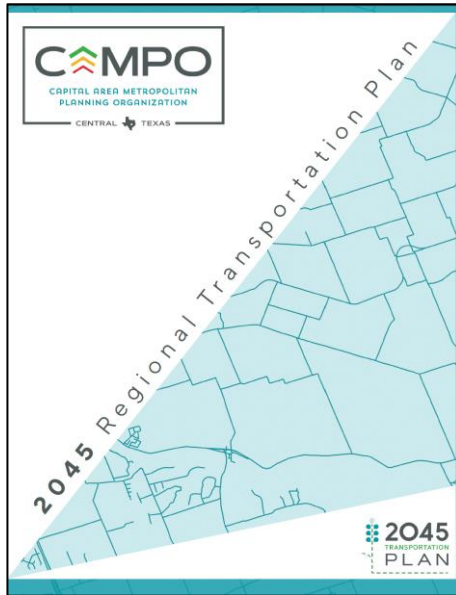 CAMPO
CAPITAL AREA METROPOLITAN
PLANNING ORGANIZATION
CENTRAL TEXAS
2045 Regional Transportation Plan
2045
TRANSPORTATION
PLAN